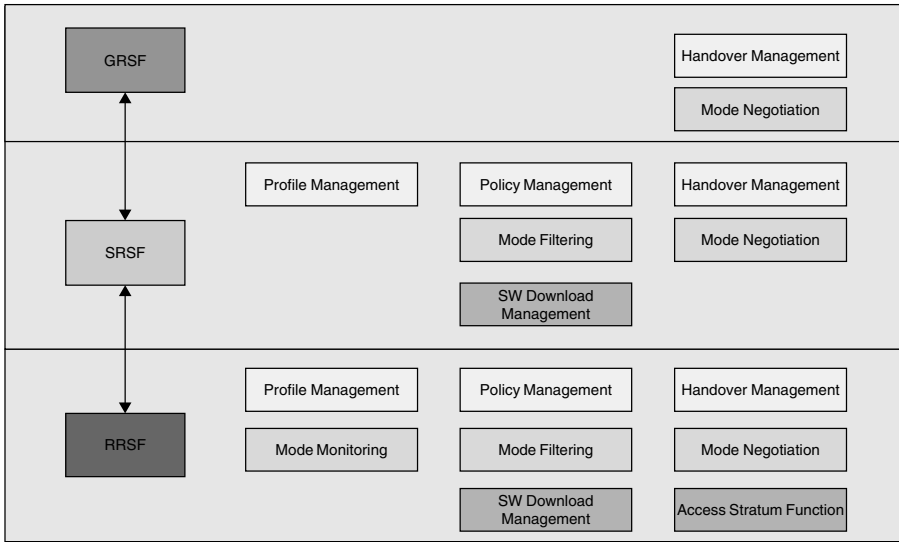 GRSF
Handover Management
Mode Negotiation
Profile Management
Policy Management
Handover Management
SRSF
Mode Filtering
Mode Negotiation
SW Download
Management
Profile Management
Policy Management
Handover Management
RRSF
Mode Monitoring
Mode Filtering
Mode Negotiation
SW Download
Management
Access Stratum Function